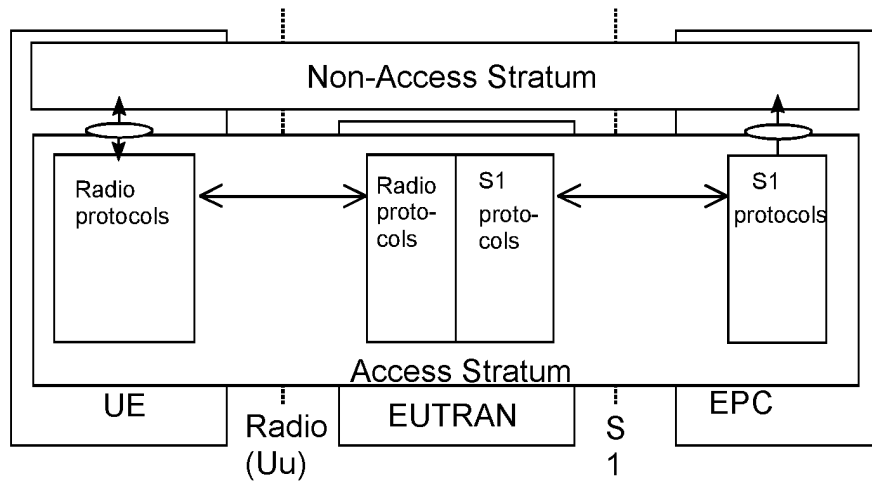 Non-Access Stratum
Radio
protocols
Radio
proto-
cols
S1
proto-
cols
S1
protocols
Access Stratum
UE
Radio
(Uu)
EUTRAN
S
1
EPC